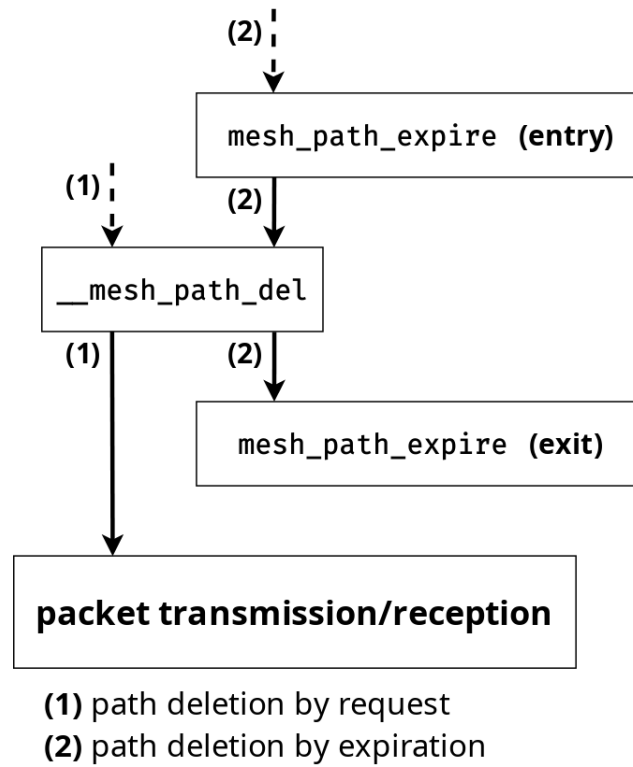 (2)
mesh_path_expire (entry)
(1)
(2)
__mesh_path_del
(1)
(2)
mesh_path_expire (exit)
packet transmission/reception
(1) path deletion by request
(2) path deletion by expiration